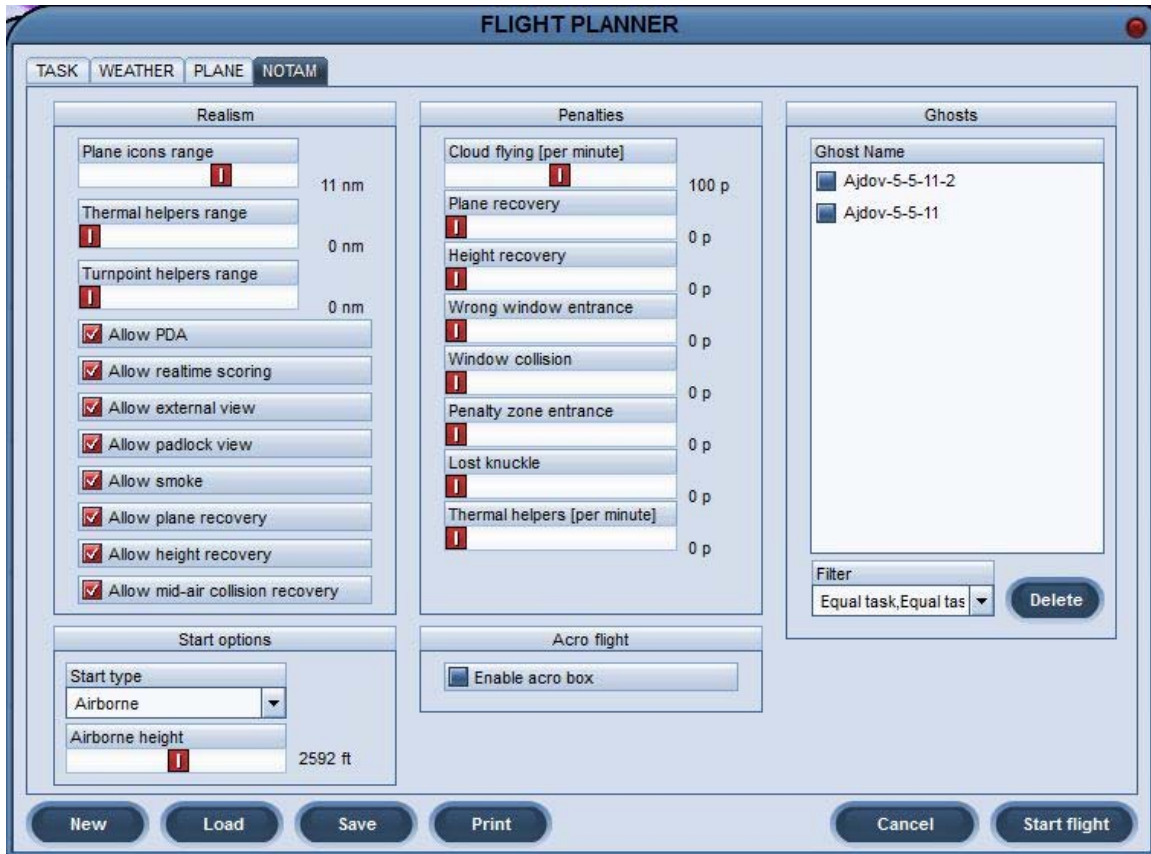 FLIGHT PLANNER
TASK WEATHER PLANE NOTAM
Realism
Plane icons range
11 nm
Thermal helpers range
0 nm
Turnpoint helpers range
0 nm
Allow PDA
Allow realtime scoring
Allow external view
Allow padlock view
Allow smoke
Allow plane recovery
Allow height recovery
Allow mid-air collision recovery
Start options
Start type
Airborne
Airborne height
2592 ft
Penalties
Cloud flying [per minute]
100 p
Plane recovery
0 p
Height recovery
0 p
Wrong window entrance
0 p
Window collision
0 p
Penalty zone entrance
0 p
Lost knuckle
0 p
Thermal helpers [per minute]
0 p
Acro flight
Enable acro box
Ghosts
Ghost Name
Ajdov-5-5-11-2
Ajdov-5-5-11
Filter
Equal task,Equal tas
Delete
New Load Save Print Cancel Start flight